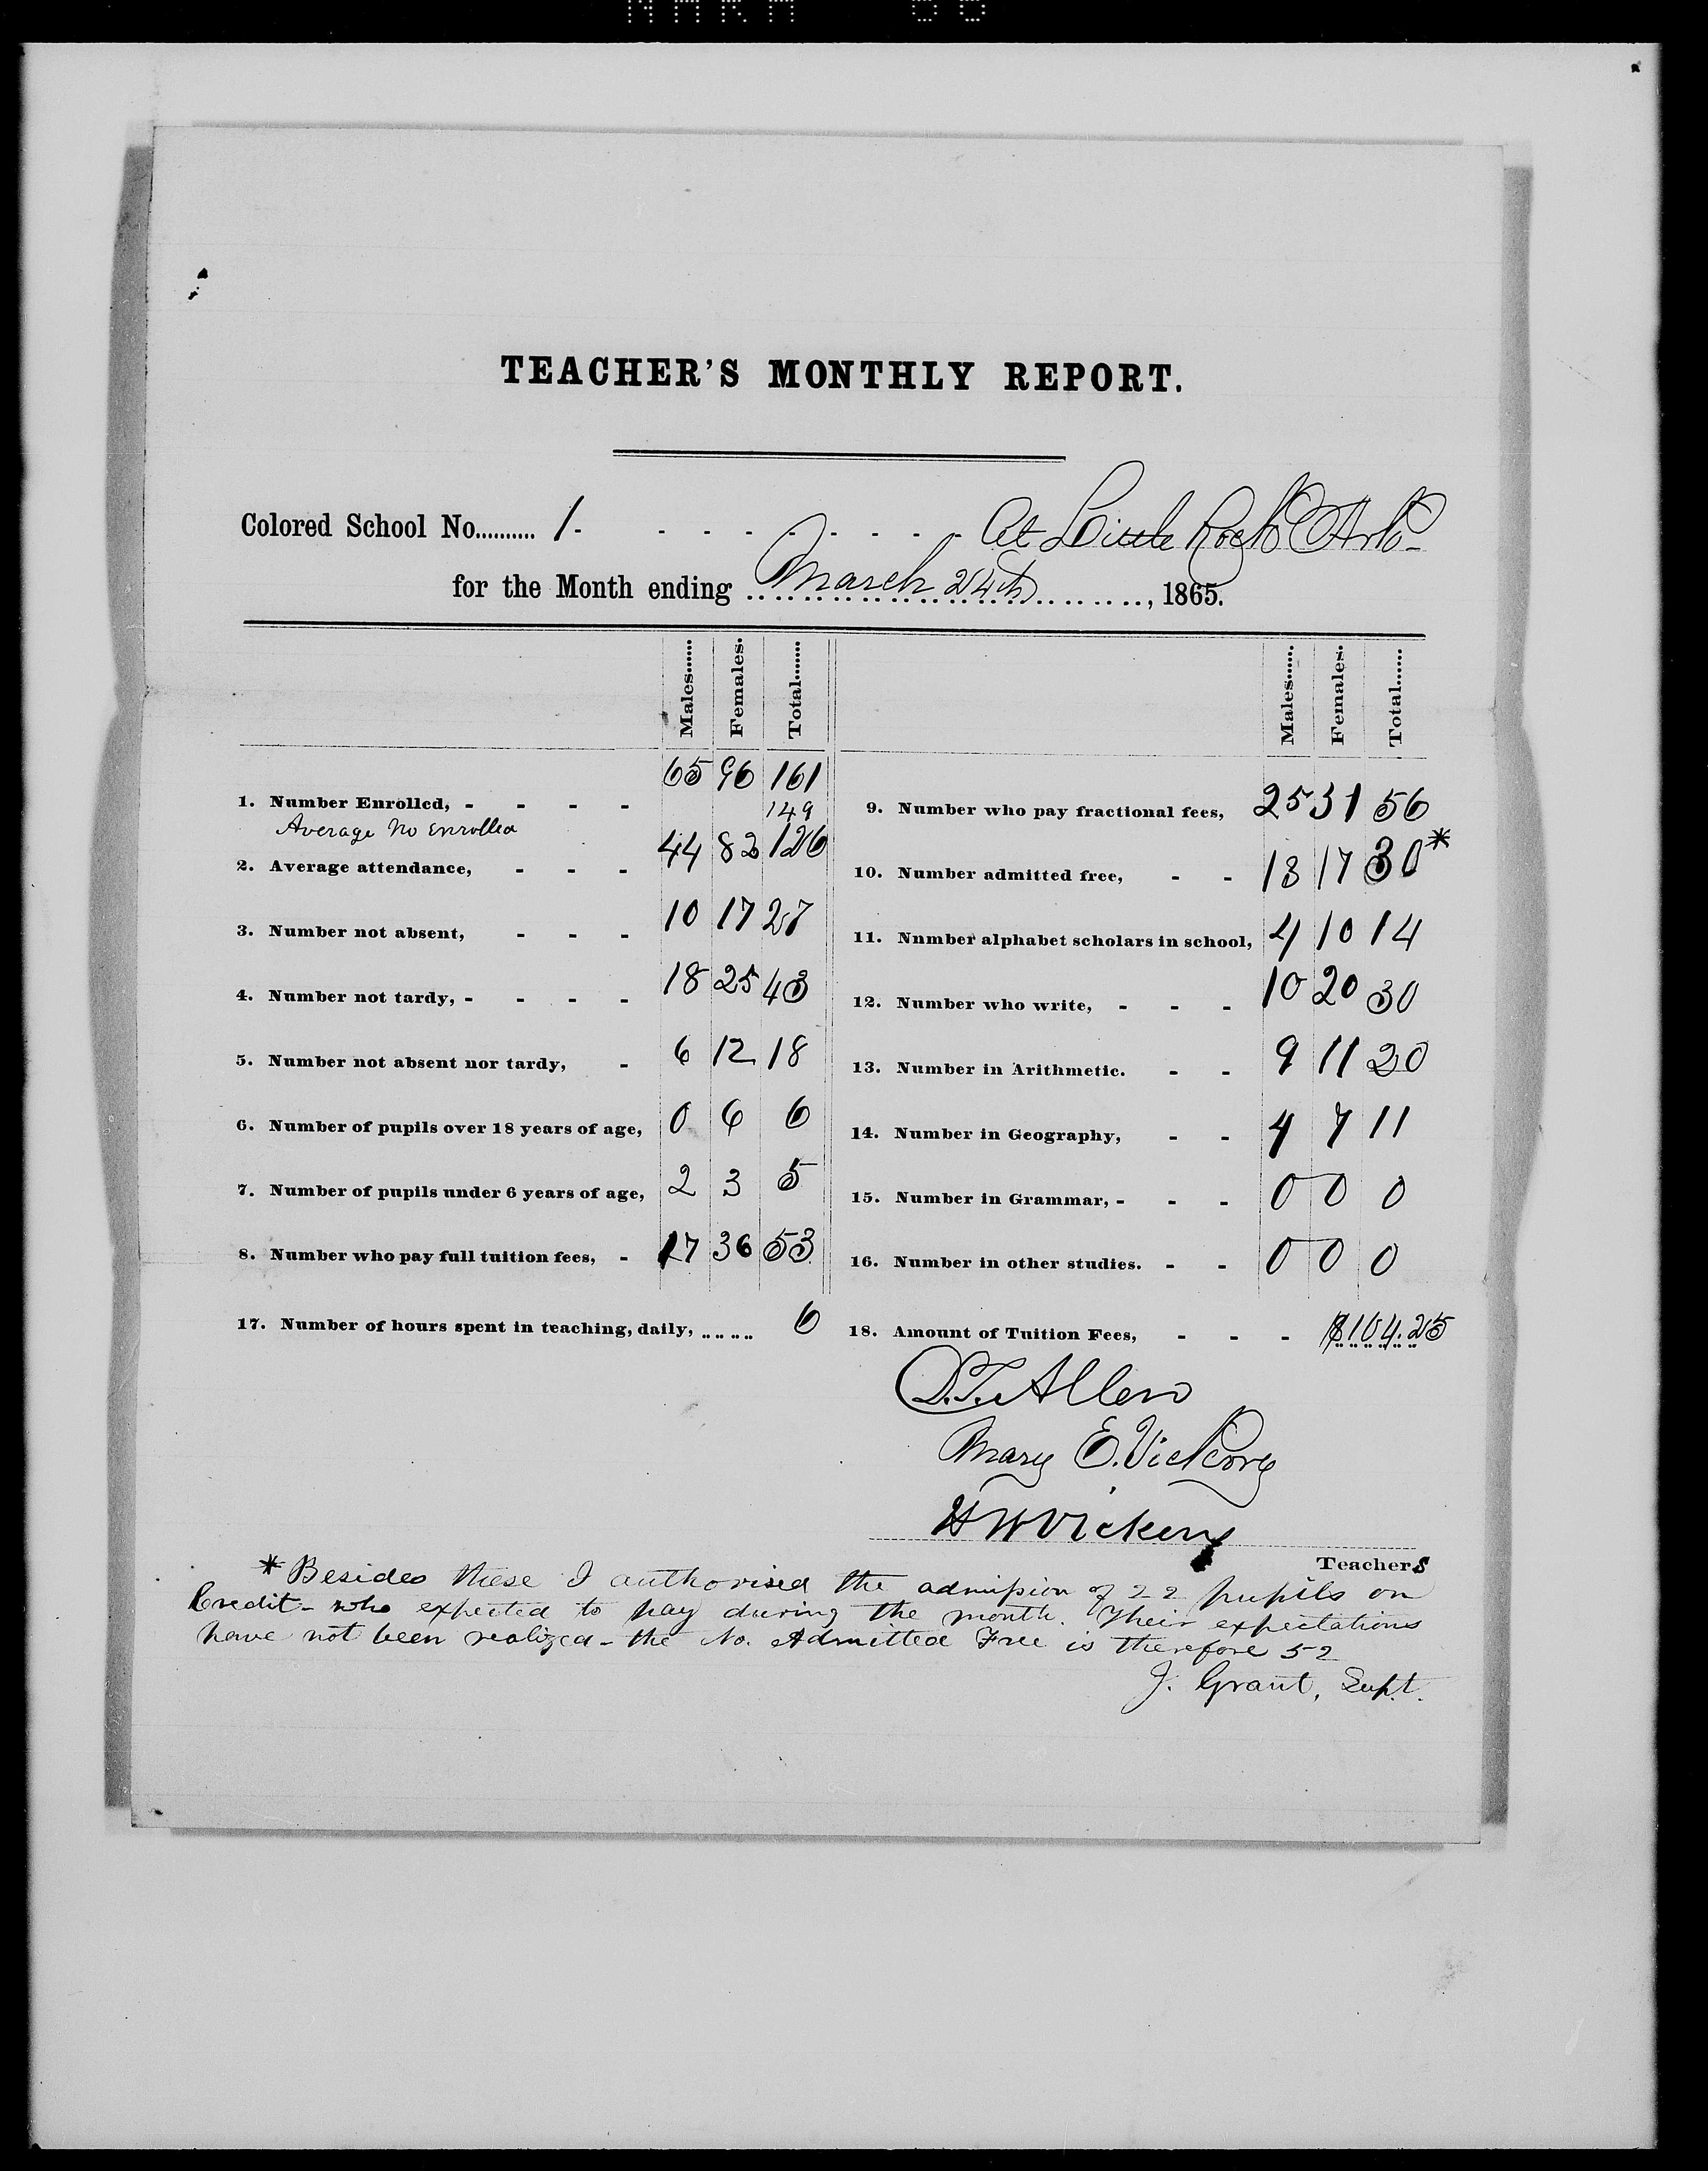 TEACHER'S MONTHLY REPORT.
Colored School No.......... 1. - - - - - - - - At Little Rock Ark-
for the Month ending March 24th, 1865.
Males...... Females. Total...... Males...... Females. Total......
65 96 161
1. Number Enrolled, - - - -
149
Average No Enrolled
44 82 126
2. Average attendance, - - -
3. Number not absent, - - - 10 17 27
4. Number not tardy, - - - - 18 25 43
5. Number not absent nor tardy, - 6 12 18
6. Number of pupils over 18 years of age, 0 6 6
7. Number of pupils under 6 years of age, 2 3 5
8. Number who pay full tuition fees, - 17 36 53
9. Number who pay fractional fees, 25 31 56
10. Number admitted free, - - 13 17 30*
11. Nnmber alphabet scholars in school, 4 10 14
12. Number who write, - - - 10 20 30
13. Number in Arithmetic. - - 9 11 20
14. Number in Geography, - - 4 7 11
15. Number in Grammar, - - - 0 0 0
16. Number in other studies. - - 0 0 0
17. Number of hours spent in teaching, daily, ........ 6
18. Amount of Tuition Fees, - - - $104.25
D.T. Allen
Mary E. Vickery
H W Vickery
Teachers
* Besides these I authorised the admission of 22 pupils on
Credit - who expected to pay during the month. Their expectations
have not been realized - the No. Admitted Free is therefore 52
J. Grant, Supt.